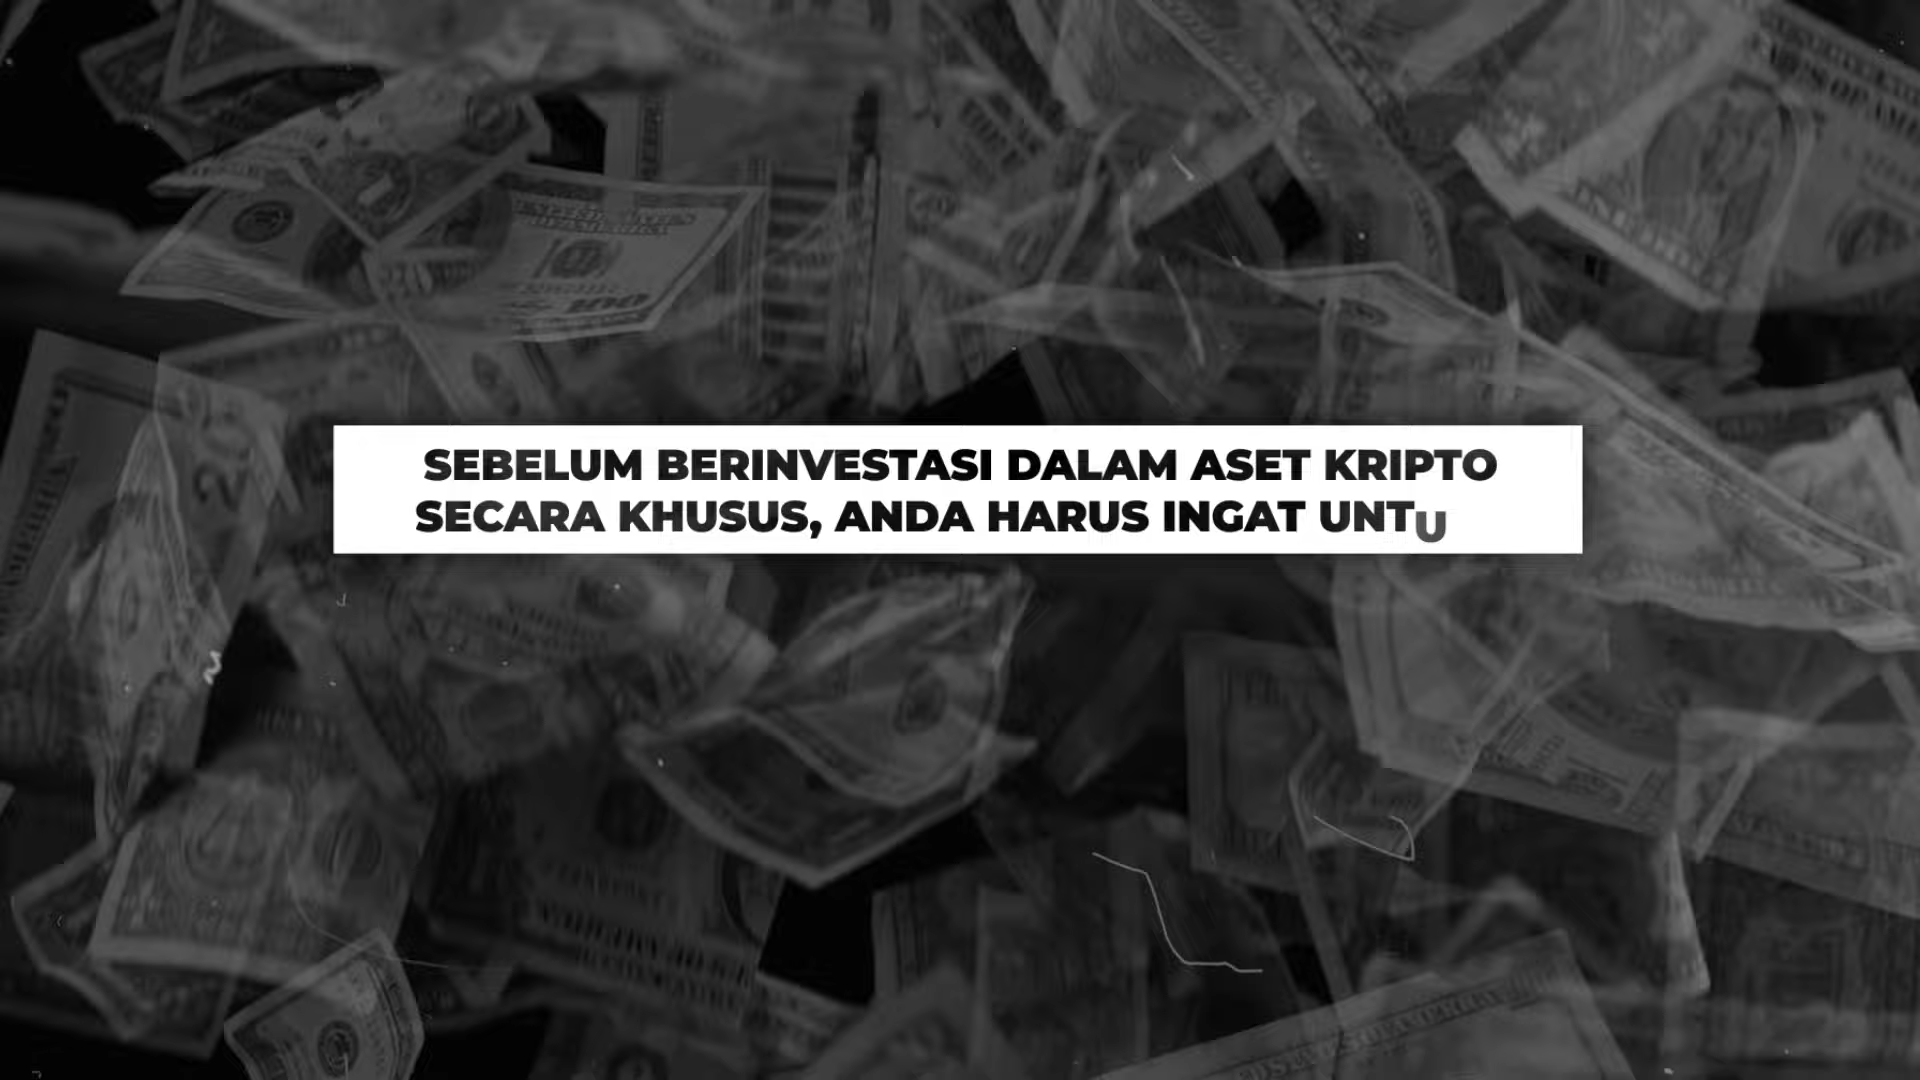 SEBELUM BERINVESTASI DALAM ASET KRIPTO
SECARA KHUSUS, ANDA HARUS INGAT UNTU